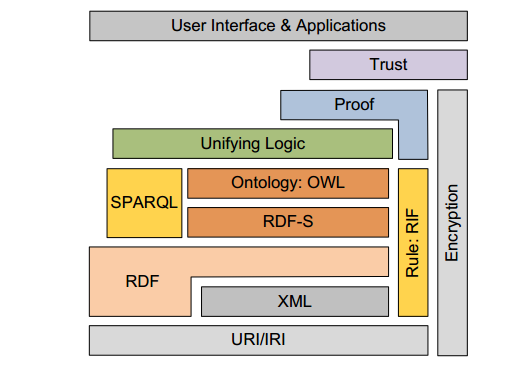 User Interface & Applications
Trust
Proof
Unifying Logic
SPARQL
Ontology: OWL
RDF-S
Rule: RIF
Encryption
RDF
XML
URI/IRI